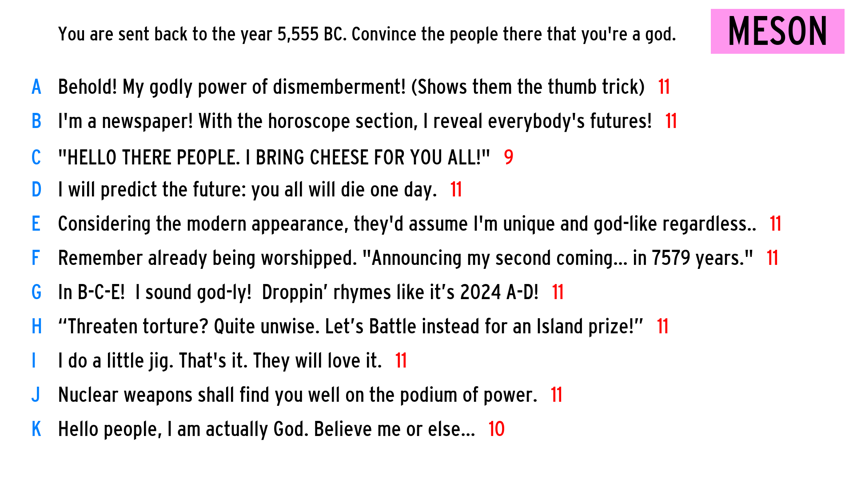 You are sent back to the year 5,555 BC. Convince the people there that you're a god.
MESON
A Behold! My godly power of dismemberment! (Shows them the thumb trick) 11
B I'm a newspaper! With the horoscope section, I reveal everybody's futures! 11
C "HELLO THERE PEOPLE. I BRING CHEESE FOR YOU ALL!" 9
D I will predict the future: you all will die one day. 11
E Considering the modern appearance, they'd assume I'm unique and god-like regardless.. 11
F Remember already being worshipped. "Announcing my second coming... in 7579 years." 11
G In B-C-E!  I sound god-ly!  Droppin’ rhymes like it’s 2024 A-D! 11
H “Threaten torture? Quite unwise. Let’s Battle instead for an Island prize!” 11
I I do a little jig. That's it. They will love it. 11
J Nuclear weapons shall find you well on the podium of power. 11
K Hello people, I am actually God. Believe me or else... 10